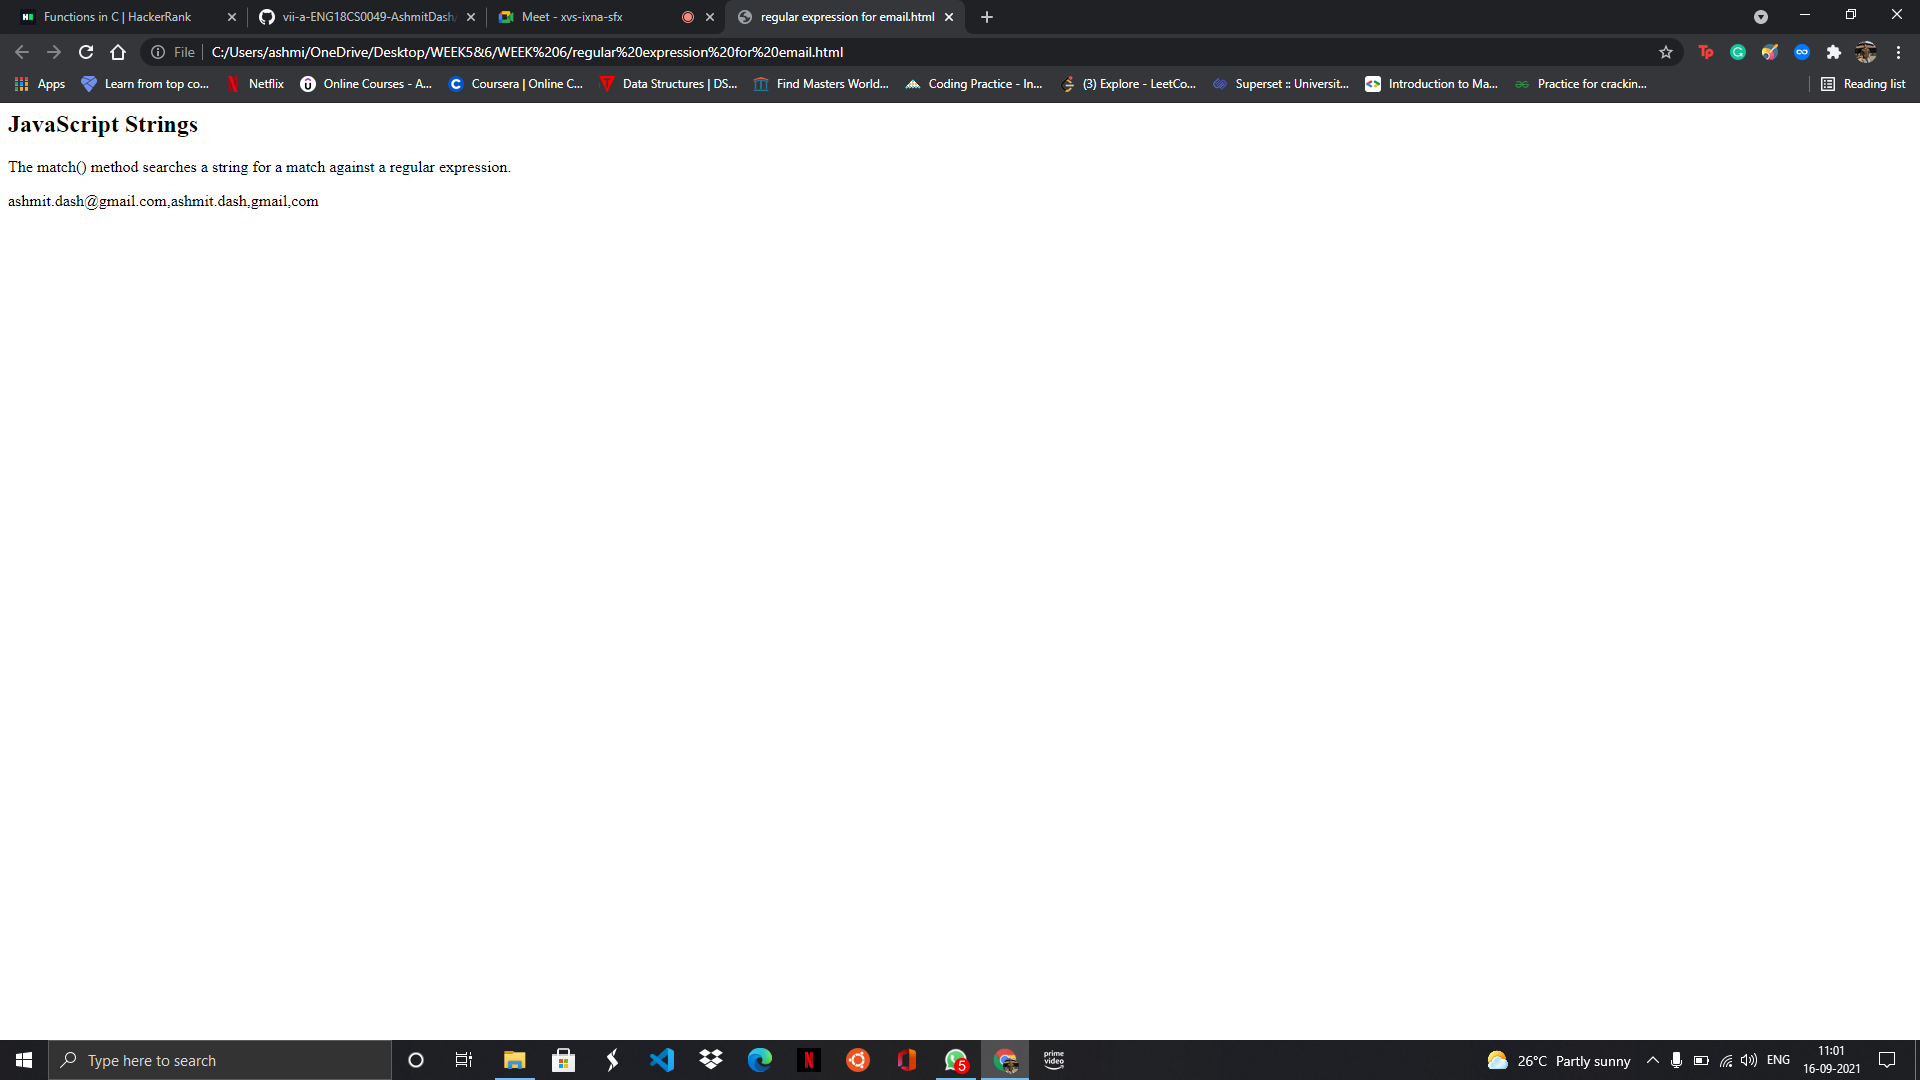 Functions in C | HackerRank
vii-a-ENG18CS0049-AshmitDash
Meet - xvs-ixna-sfx
regular expression for email.html
File
C:/Users/ashmi/OneDrive/Desktop/WEEK5&6/WEEK%206/regular%20expression%20for%20email.html
Apps
Learn from top co...
Netflix
Online Courses - A...
Coursera | Online C...
Data Structures | DS...
Find Masters World...
Coding Practice - In...
(3) Explore - LeetCo...
Superset :: Universit...
Introduction to Ma...
Practice for crackin...
Reading list
JavaScript Strings
The match() method searches a string for a match against a regular expression.
ashmit.dash@gmail.com,ashmit.dash,gmail,com
Type here to search
5
prime
video
26°C Partly sunny
ENG
11:01
16-09-2021